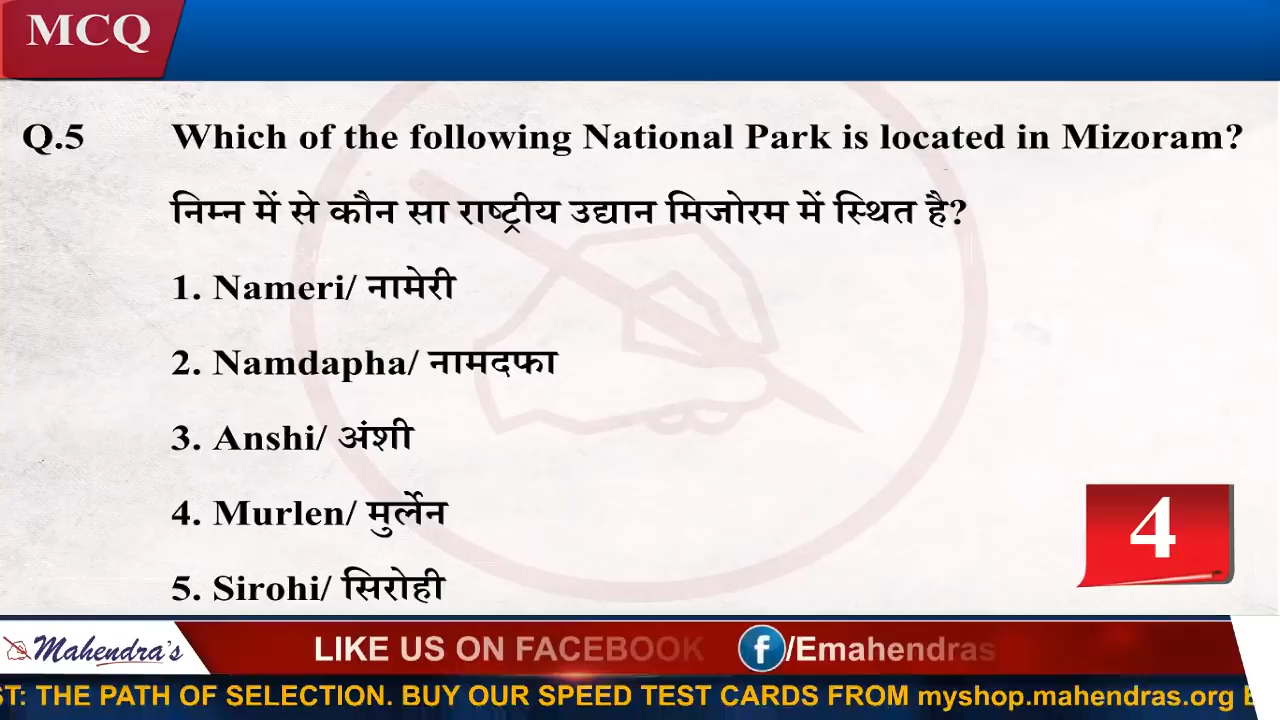 MCQ
Q.5 Which of the following National Park is located in Mizoram?
निम्न में से कौन सा राष्ट्रीय उद्यान मिजोरम में स्थित है?
1. Nameri/ नामेरी
2. Namdapha/ नामदफा
3. Anshi/ अंशी
4. Murlen/ मुर्लेन
4
5. Sirohi/ सिरोही
Mahendra's LIKE US ON FACEBOOK f/Emahendras
ST: THE PATH OF SELECTION. BUY OUR SPEED TEST CARDS FROM myshop.mahendras.org